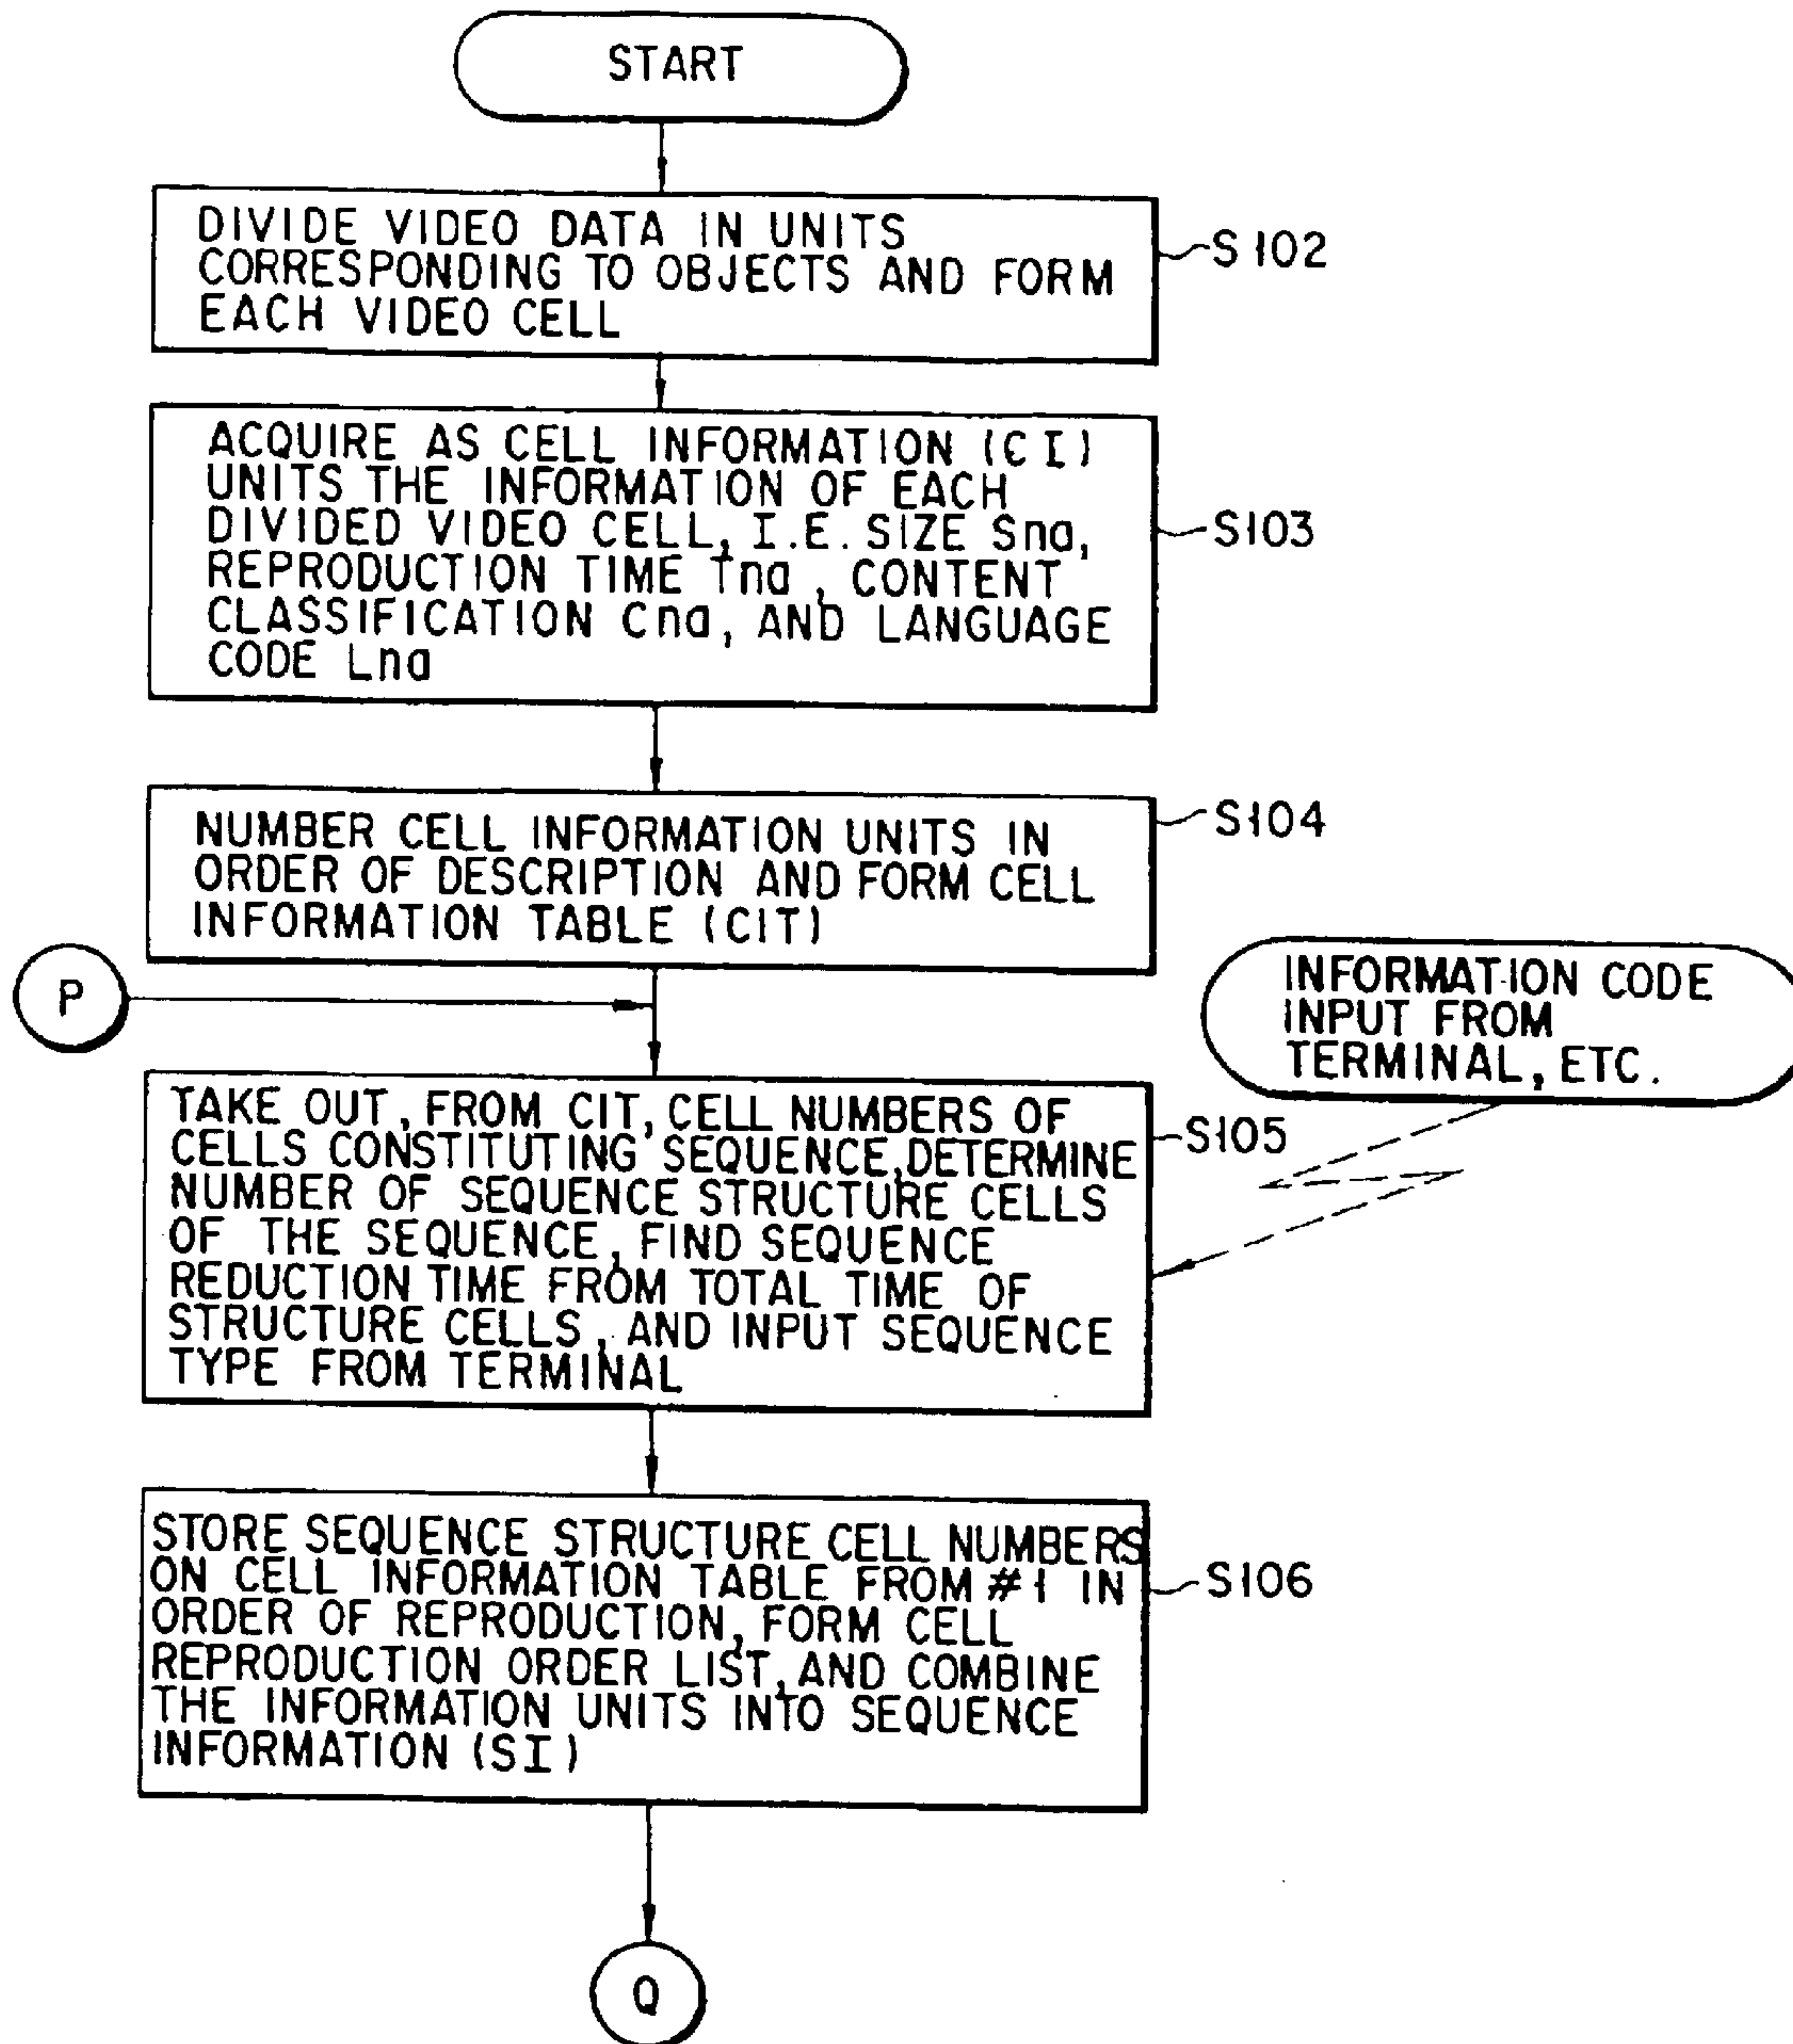 START
DIVIDE VIDEO DATA IN UNITS
CORRESPONDING TO OBJECTS AND FORM
EACH VIDEO CELL
S102
ACQUIRE AS CELL INFORMATION (CI)
UNITS THE INFORMATION OF EACH
DIVIDED VIDEO CELL, I.E. SIZE Sna,
REPRODUCTION TIME Tna, CONTENT
CLASSIFICATION Cna, AND LANGUAGE
CODE Lna
S103
NUMBER CELL INFORMATION UNITS IN
ORDER OF DESCRIPTION AND FORM CELL
INFORMATION TABLE (CIT)
S104
P
INFORMATION CODE
INPUT FROM
TERMINAL, ETC.
TAKE OUT, FROM CIT, CELL NUMBERS OF
CELLS CONSTITUTING SEQUENCE, DETERMINE
NUMBER OF SEQUENCE STRUCTURE CELLS
OF THE SEQUENCE, FIND SEQUENCE
REDUCTION TIME FROM TOTAL TIME OF
STRUCTURE CELLS, AND INPUT SEQUENCE
TYPE FROM TERMINAL
S105
STORE SEQUENCE STRUCTURE CELL NUMBERS
ON CELL INFORMATION TABLE FROM #1 IN
ORDER OF REPRODUCTION, FORM CELL
REPRODUCTION ORDER LIST, AND COMBINE
THE INFORMATION UNITS INTO SEQUENCE
INFORMATION (SI)
S106
Q